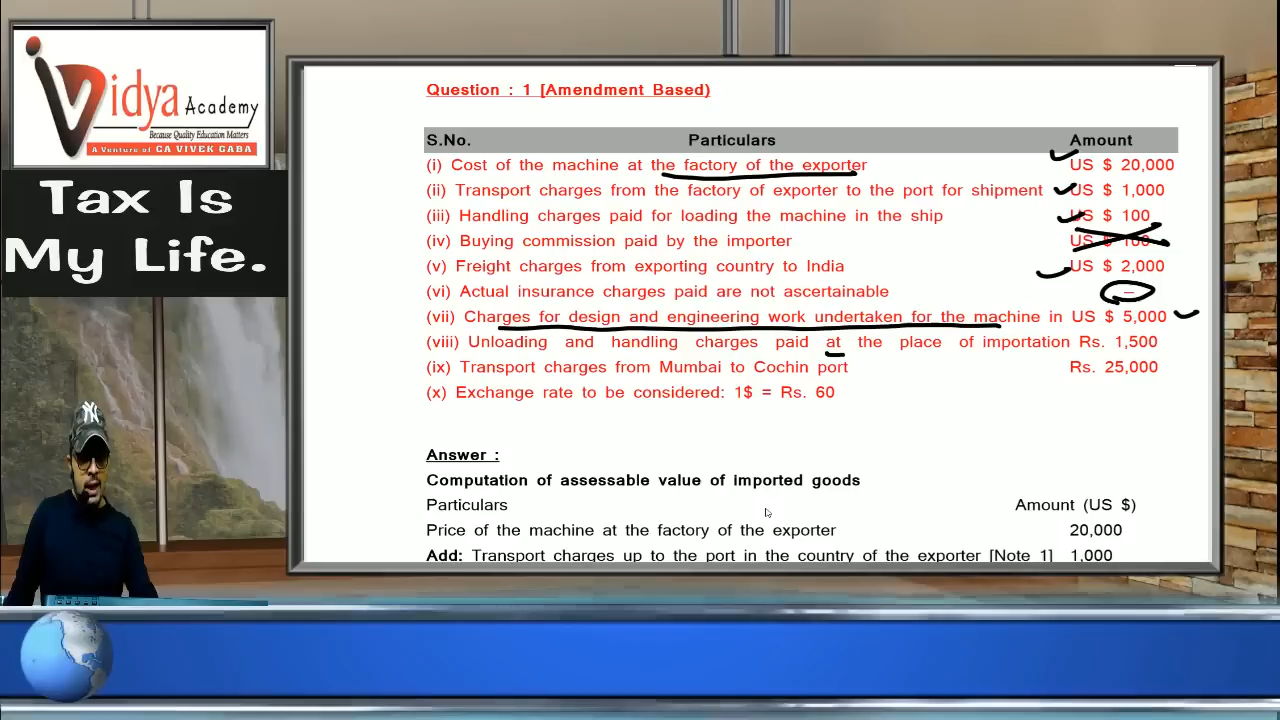 iVidya Academy
Because Quality Education Matters
A Venture of CA VIVEK GABA
Tax Is
My Life.
Question : 1 [Amendment Based)
S.No. Particulars Amount
(i) Cost of the machine at the factory of the exporter US $ 20,000
(ii) Transport charges from the factory of exporter to the port for shipment US $ 1,000
(iii) Handling charges paid for loading the machine in the ship US $ 100
(iv) Buying commission paid by the importer US $ 100
(v) Freight charges from exporting country to India US $ 2,000
(vi) Actual insurance charges paid are not ascertainable –
(vii) Charges for design and engineering work undertaken for the machine in US $ 5,000
(viii) Unloading and handling charges paid at the place of importation Rs. 1,500
(ix) Transport charges from Mumbai to Cochin port Rs. 25,000
(x) Exchange rate to be considered: 1$ = Rs. 60
Answer :
Computation of assessable value of imported goods
Particulars Amount (US $)
Price of the machine at the factory of the exporter 20,000
Add: Transport charges up to the port in the country of the exporter [Note 1] 1,000